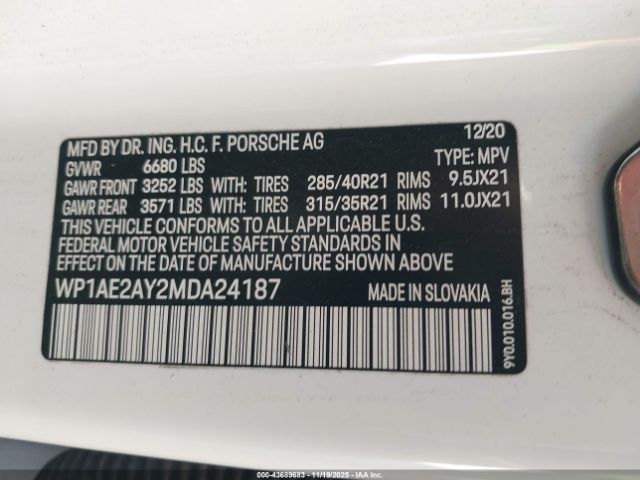 12/20
MFD BY DR. ING. H.C. F. PORSCHE AG
GVWR 6680 LBS TYPE: MPV
GAWR FRONT 3252 LBS WITH: TIRES 285/40R21 RIMS 9.5JX21
GAWR REAR 3571 LBS WITH: TIRES 315/35R21 RIMS 11.0JX21
THIS VEHICLE CONFORMS TO ALL APPLICABLE U.S.
FEDERAL MOTOR VEHICLE SAFETY STANDARDS IN
EFFECT ON THE DATE OF MANUFACTURE SHOWN ABOVE
WP1AE2AY2MDA24187 MADE IN SLOVAKIA
9Y0.010.016.BH
000-43689683 - 11/19/2025 - IAA Inc.